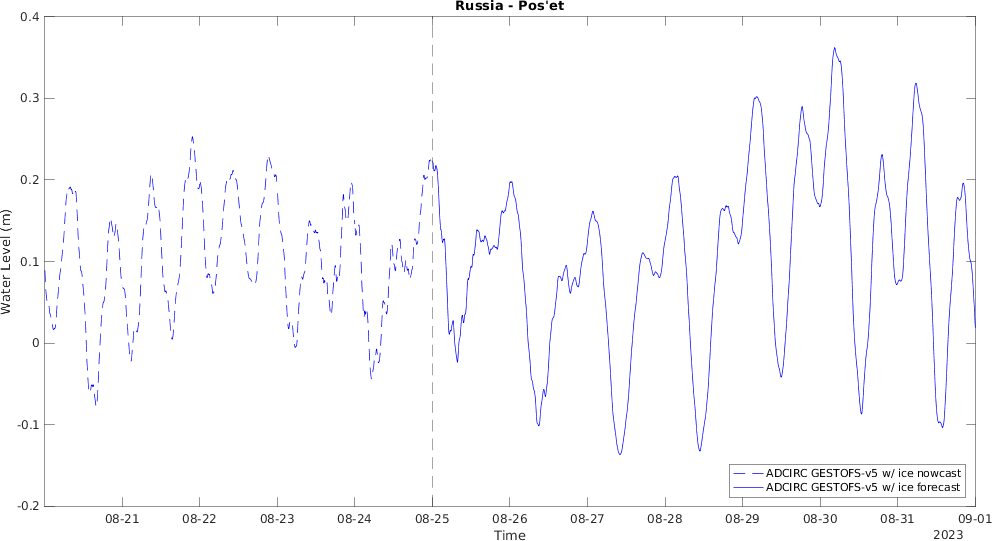 Russia - Pos'et
0.4
0.3
0.2
0.1
0
-0.1
-0.2
Water Level (m)
ADCIRC GESTOFS-v5 w/ ice nowcast
ADCIRC GESTOFS-v5 w/ ice forecast
08-21 08-22 08-23 08-24 08-25 08-26 08-27 08-28 08-29 08-30 08-31 09-01
Time
2023